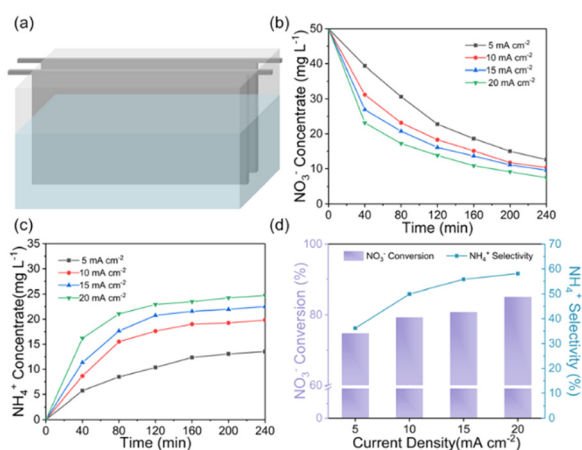 (a)
(b)
NO₃⁻ Concentrate (mg L⁻¹)
50
40
30
20
10
0
5 mA cm⁻²
10 mA cm⁻²
15 mA cm⁻²
20 mA cm⁻²
0 40 80 120 160 200 240
Time (min)
(c)
NH₄⁺ Concentrate(mg L⁻¹)
35
30
25
20
15
10
5
0
5 mA cm⁻²
10 mA cm⁻²
15 mA cm⁻²
20 mA cm⁻²
0 40 80 120 160 200 240
Time (min)
(d)
NO₃⁻ Conversion (%)
100
80
60
0
NO₃⁻ Conversion
NH₄⁺ Selectivity
70
60
50
40
30
20
10
0
NH₄⁺ Selectivity (%)
5 10 15 20
Current Density(mA cm⁻²)